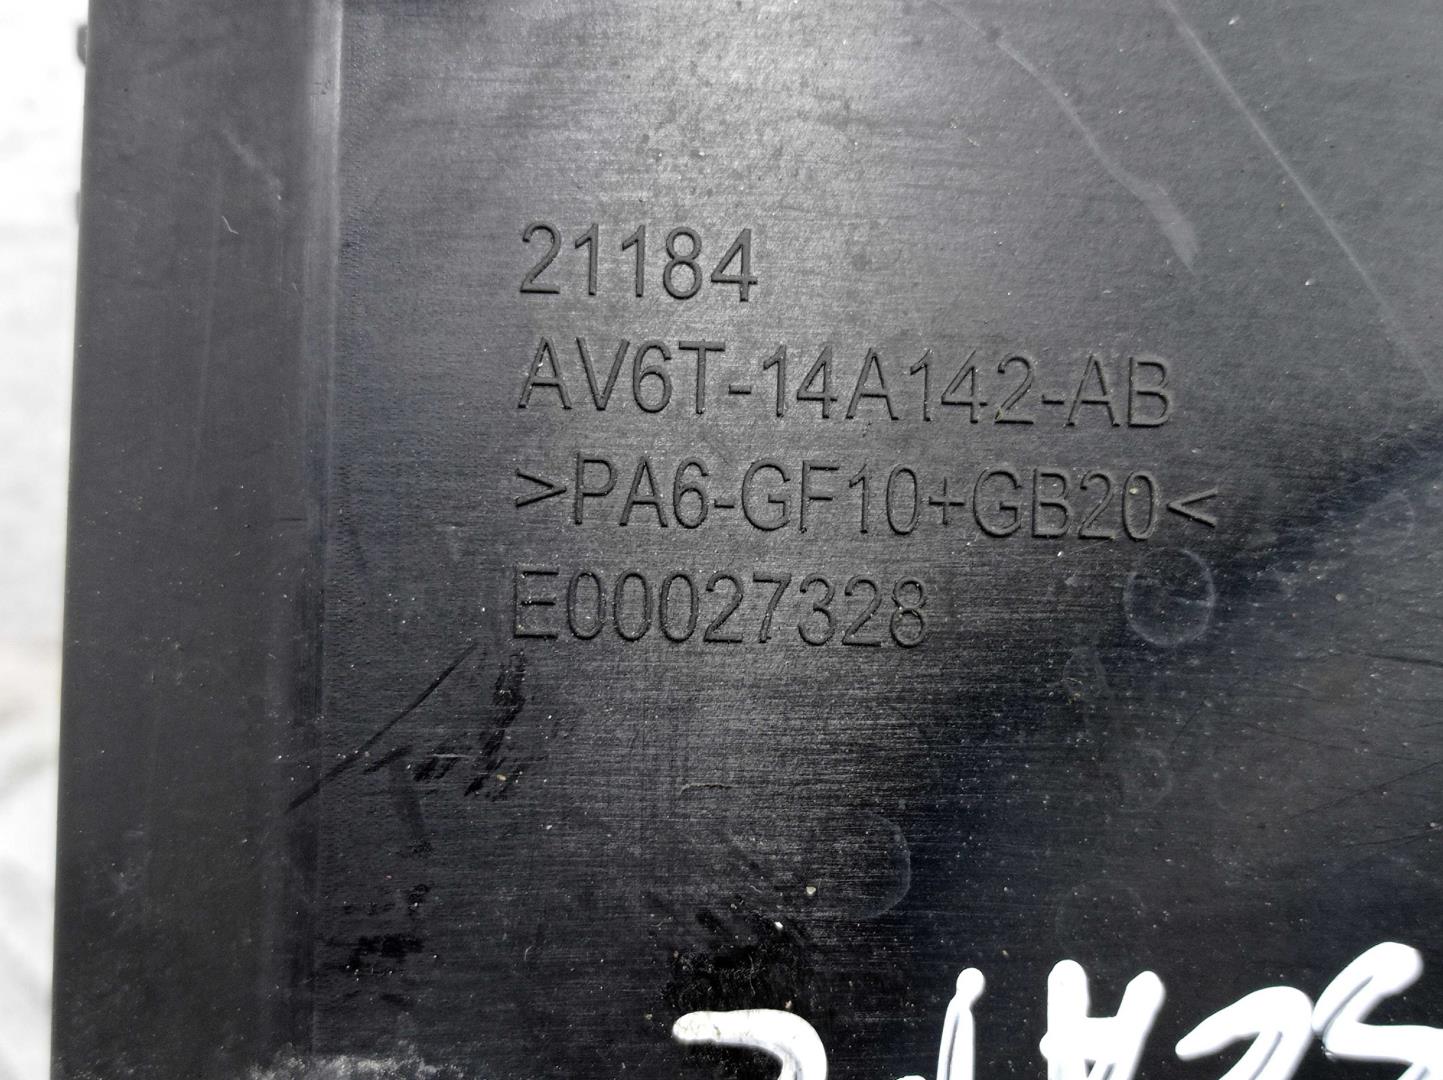 21184
AV6T-14A142-AB
>PA6-GF10+GB20<
E00027328